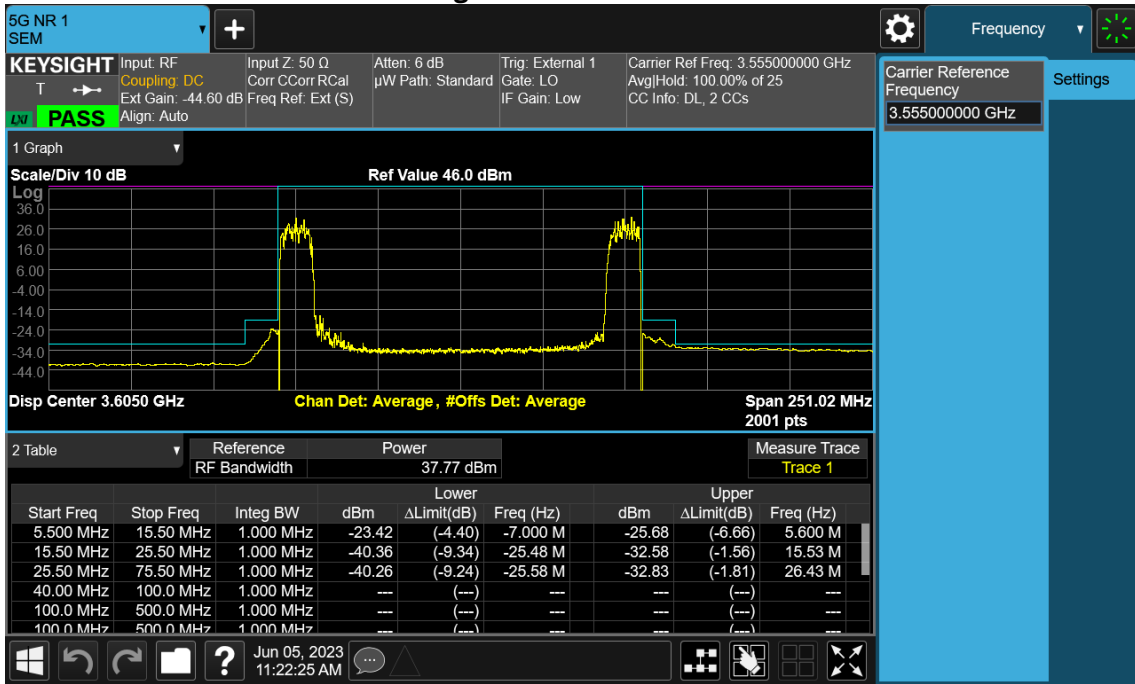 5G NR 1
SEM
+
Frequency
KEYSIGHT
T
LXI PASS
Input: RF
Coupling: DC
Ext Gain: -44.60 dB
Align: Auto
Input Z: 50 Ω
Corr CCorr RCal
Freq Ref: Ext (S)
Atten: 6 dB
µW Path: Standard
Trig: External 1
Gate: LO
IF Gain: Low
Carrier Ref Freq: 3.555000000 GHz
Avg|Hold: 100.00% of 25
CC Info: DL, 2 CCs
Carrier Reference
Frequency
3.555000000 GHz
Settings
1 Graph
Scale/Div 10 dB Ref Value 46.0 dBm
Log
36.0
26.0
16.0
6.00
-4.00
-14.0
-24.0
-34.0
-44.0
Disp Center 3.6050 GHz Chan Det: Average, #Offs Det: Average Span 251.02 MHz
2001 pts
2 Table Reference Power Measure Trace
RF Bandwidth 37.77 dBm Trace 1
Lower Upper
Start Freq Stop Freq Integ BW dBm ΔLimit(dB) Freq (Hz) dBm ΔLimit(dB) Freq (Hz)
5.500 MHz 15.50 MHz 1.000 MHz -23.42 (-4.40) -7.000 M -25.68 (-6.66) 5.600 M
15.50 MHz 25.50 MHz 1.000 MHz -40.36 (-9.34) -25.48 M -32.58 (-1.56) 15.53 M
25.50 MHz 75.50 MHz 1.000 MHz -40.26 (-9.24) -25.58 M -32.83 (-1.81) 26.43 M
40.00 MHz 100.0 MHz 1.000 MHz --- (---) --- --- (---) ---
100.0 MHz 500.0 MHz 1.000 MHz --- (---) --- --- (---) ---
100.0 MHz 500.0 MHz 1.000 MHz --- (---) --- --- (---) ---
? Jun 05, 2023
11:22:25 AM